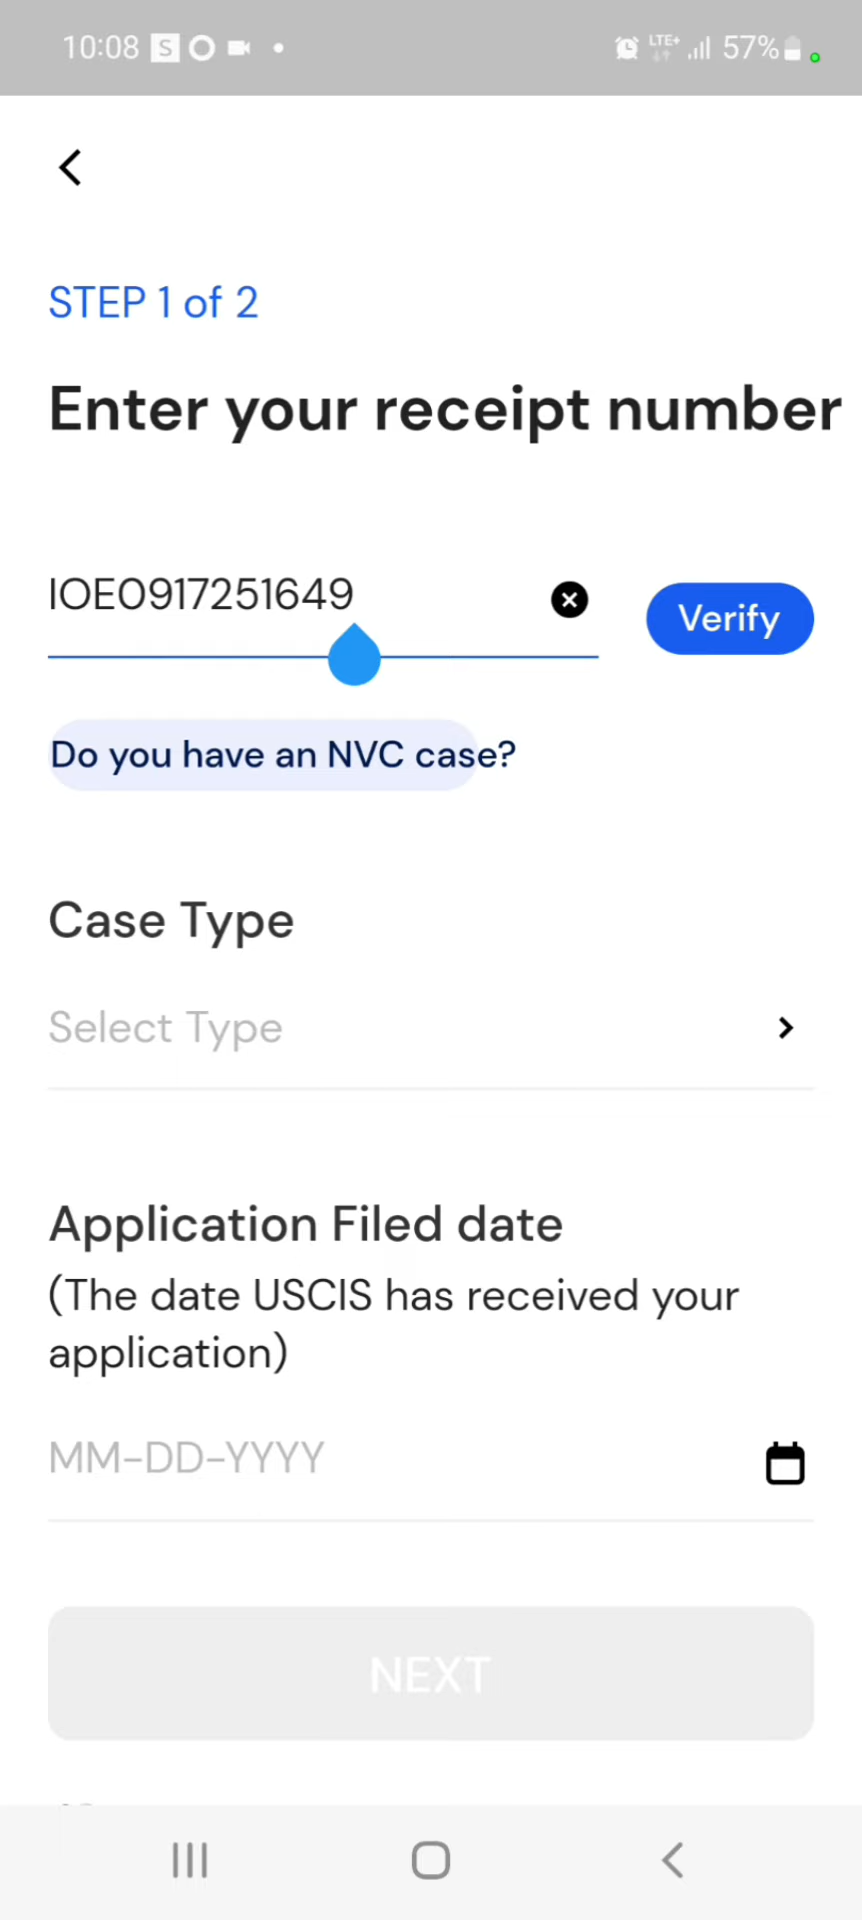 10:08 S LTE+ 57%
STEP 1 of 2
Enter your receipt number
IOE0917251649
Verify
Do you have an NVC case?
Case Type
Select Type
Application Filed date
(The date USCIS has received your
application)
MM-DD-YYYY
NEXT